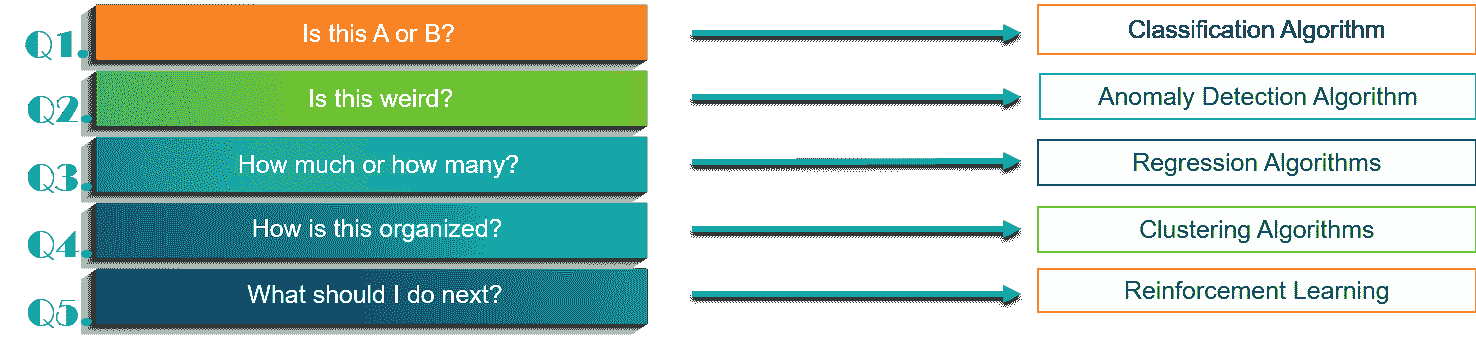 Q1. Is this A or B? Classification Algorithm
Q2. Is this weird? Anomaly Detection Algorithm
Q3. How much or how many? Regression Algorithms
Q4. How is this organized? Clustering Algorithms
Q5. What should I do next? Reinforcement Learning